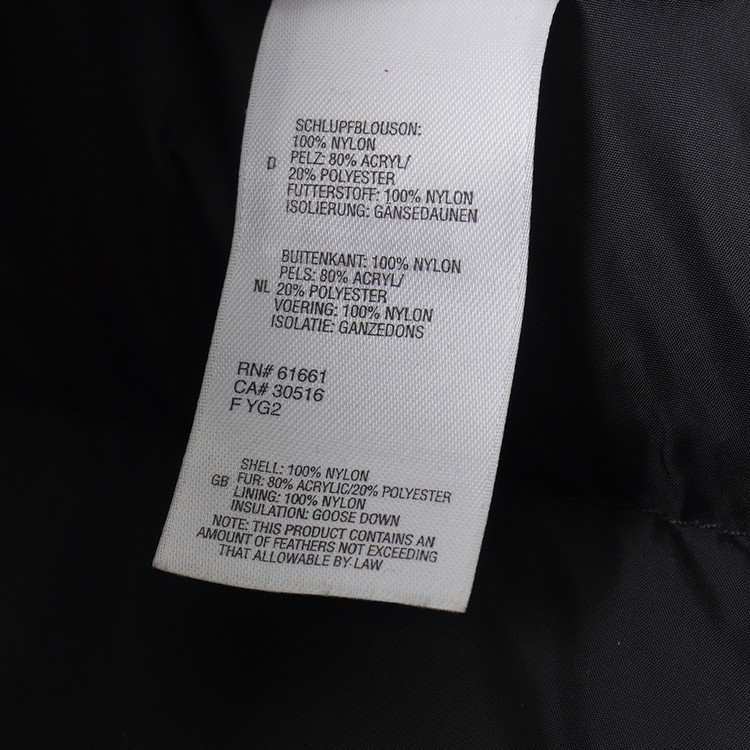 SCHLUPFBLOUSON:
100% NYLON
D PELZ: 80% ACRYL/
20% POLYESTER
FUTTERSTOFF: 100% NYLON
ISOLIERUNG: GÄNSEDAUNEN
BUITENKANT: 100% NYLON
PELS: 80% ACRYL/
NL 20% POLYESTER
VOERING: 100% NYLON
ISOLATIE: GANZEDONS
RN# 61661
CA# 30516
F YG2
SHELL: 100% NYLON
GB FUR: 80% ACRYLIC/20% POLYESTER
LINING: 100% NYLON
INSULATION: GOOSE DOWN
NOTE: THIS PRODUCT CONTAINS AN
AMOUNT OF FEATHERS NOT EXCEEDING
THAT ALLOWABLE BY LAW